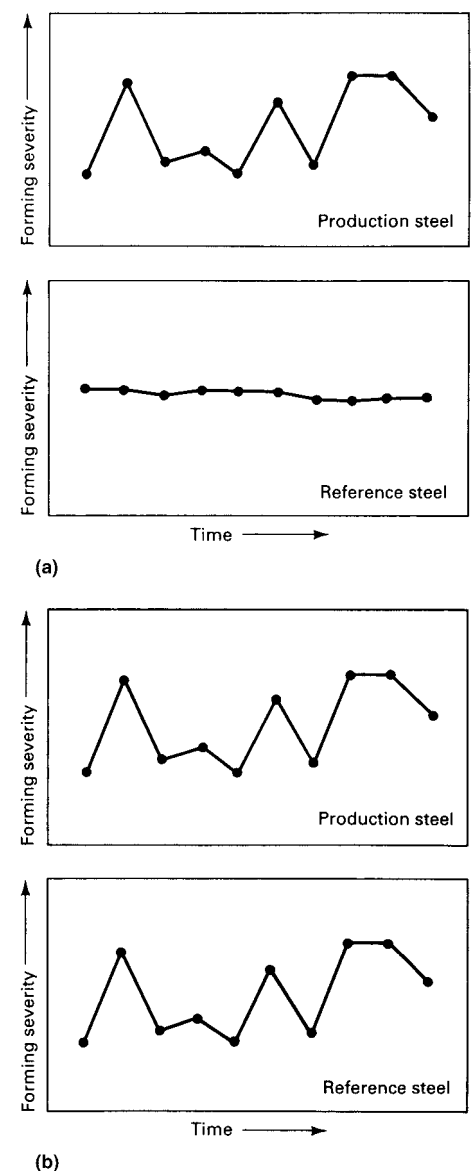 Forming severity
Production steel
Forming severity
Reference steel
Time
(a)
Forming severity
Production steel
Forming severity
Reference steel
Time
(b)